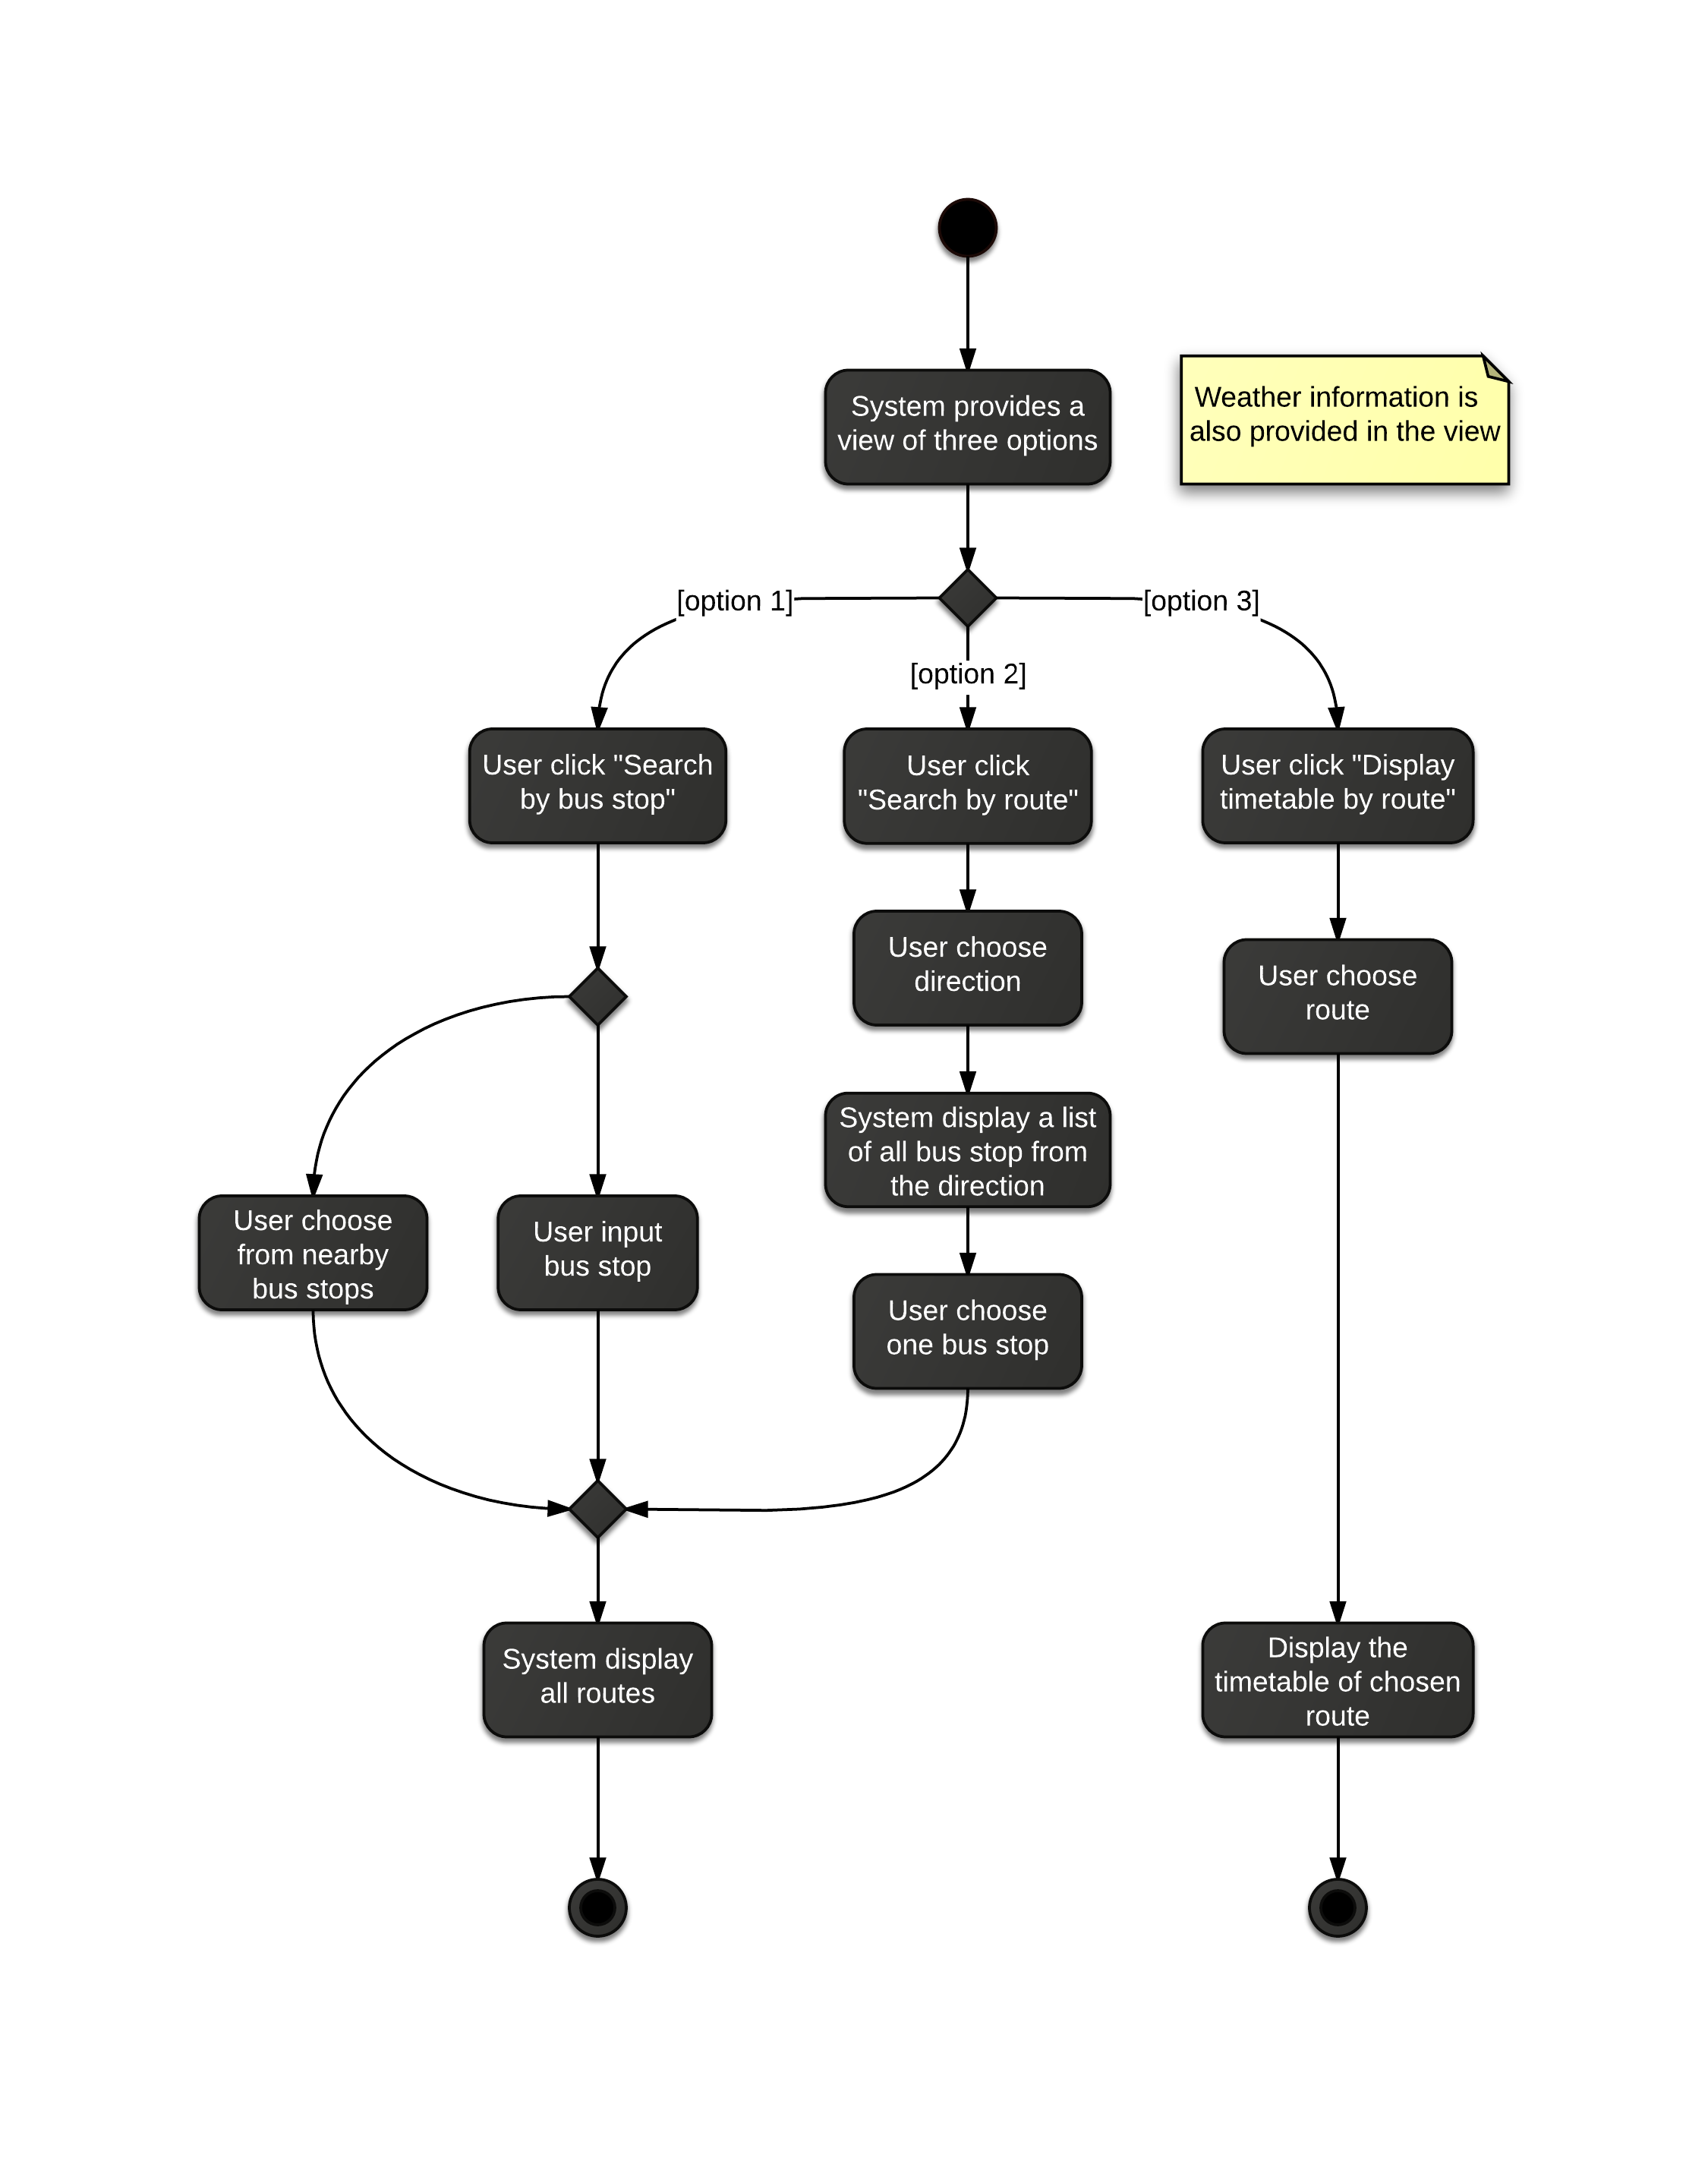 System provides a
view of three options
Weather information is
also provided in the view
[option 1]
[option 3]
[option 2]
User click "Search
by bus stop"
User click
"Search by route"
User click "Display
timetable by route"
User choose
direction
User choose
route
System display a list
of all bus stop from
the direction
User choose
from nearby
bus stops
User input
bus stop
User choose
one bus stop
System display
all routes
Display the
timetable of chosen
route